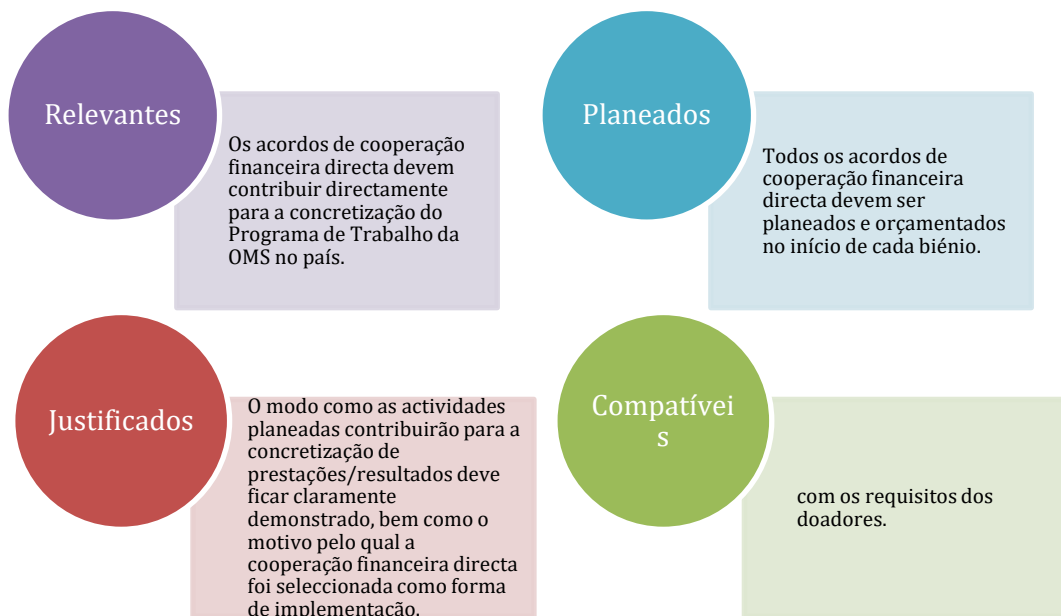 Relevantes
Os acordos de cooperação
financeira directa devem
contribuir directamente
para a concretização do
Programa de Trabalho da
OMS no país.
Planeados
Todos os acordos de
cooperação financeira
directa devem ser
planeados e orçamentados
no início de cada biénio.
Justificados
O modo como as actividades
planeadas contribuirão para a
concretização de
prestações/resultados deve
ficar claramente
demonstrado, bem como o
motivo pelo qual a
cooperação financeira directa
foi seleccionada como forma
de implementação.
Compatívei
s
com os requisitos dos
doadores.